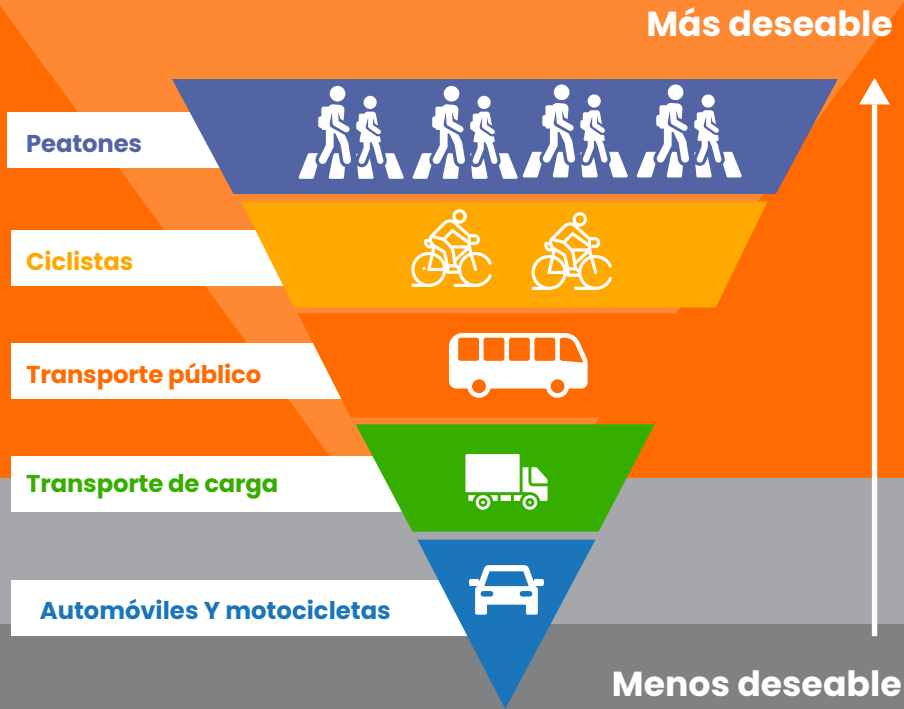 Más deseable
Peatones
Ciclistas
Transporte público
Transporte de carga
Automóviles Y motocicletas
Menos deseable